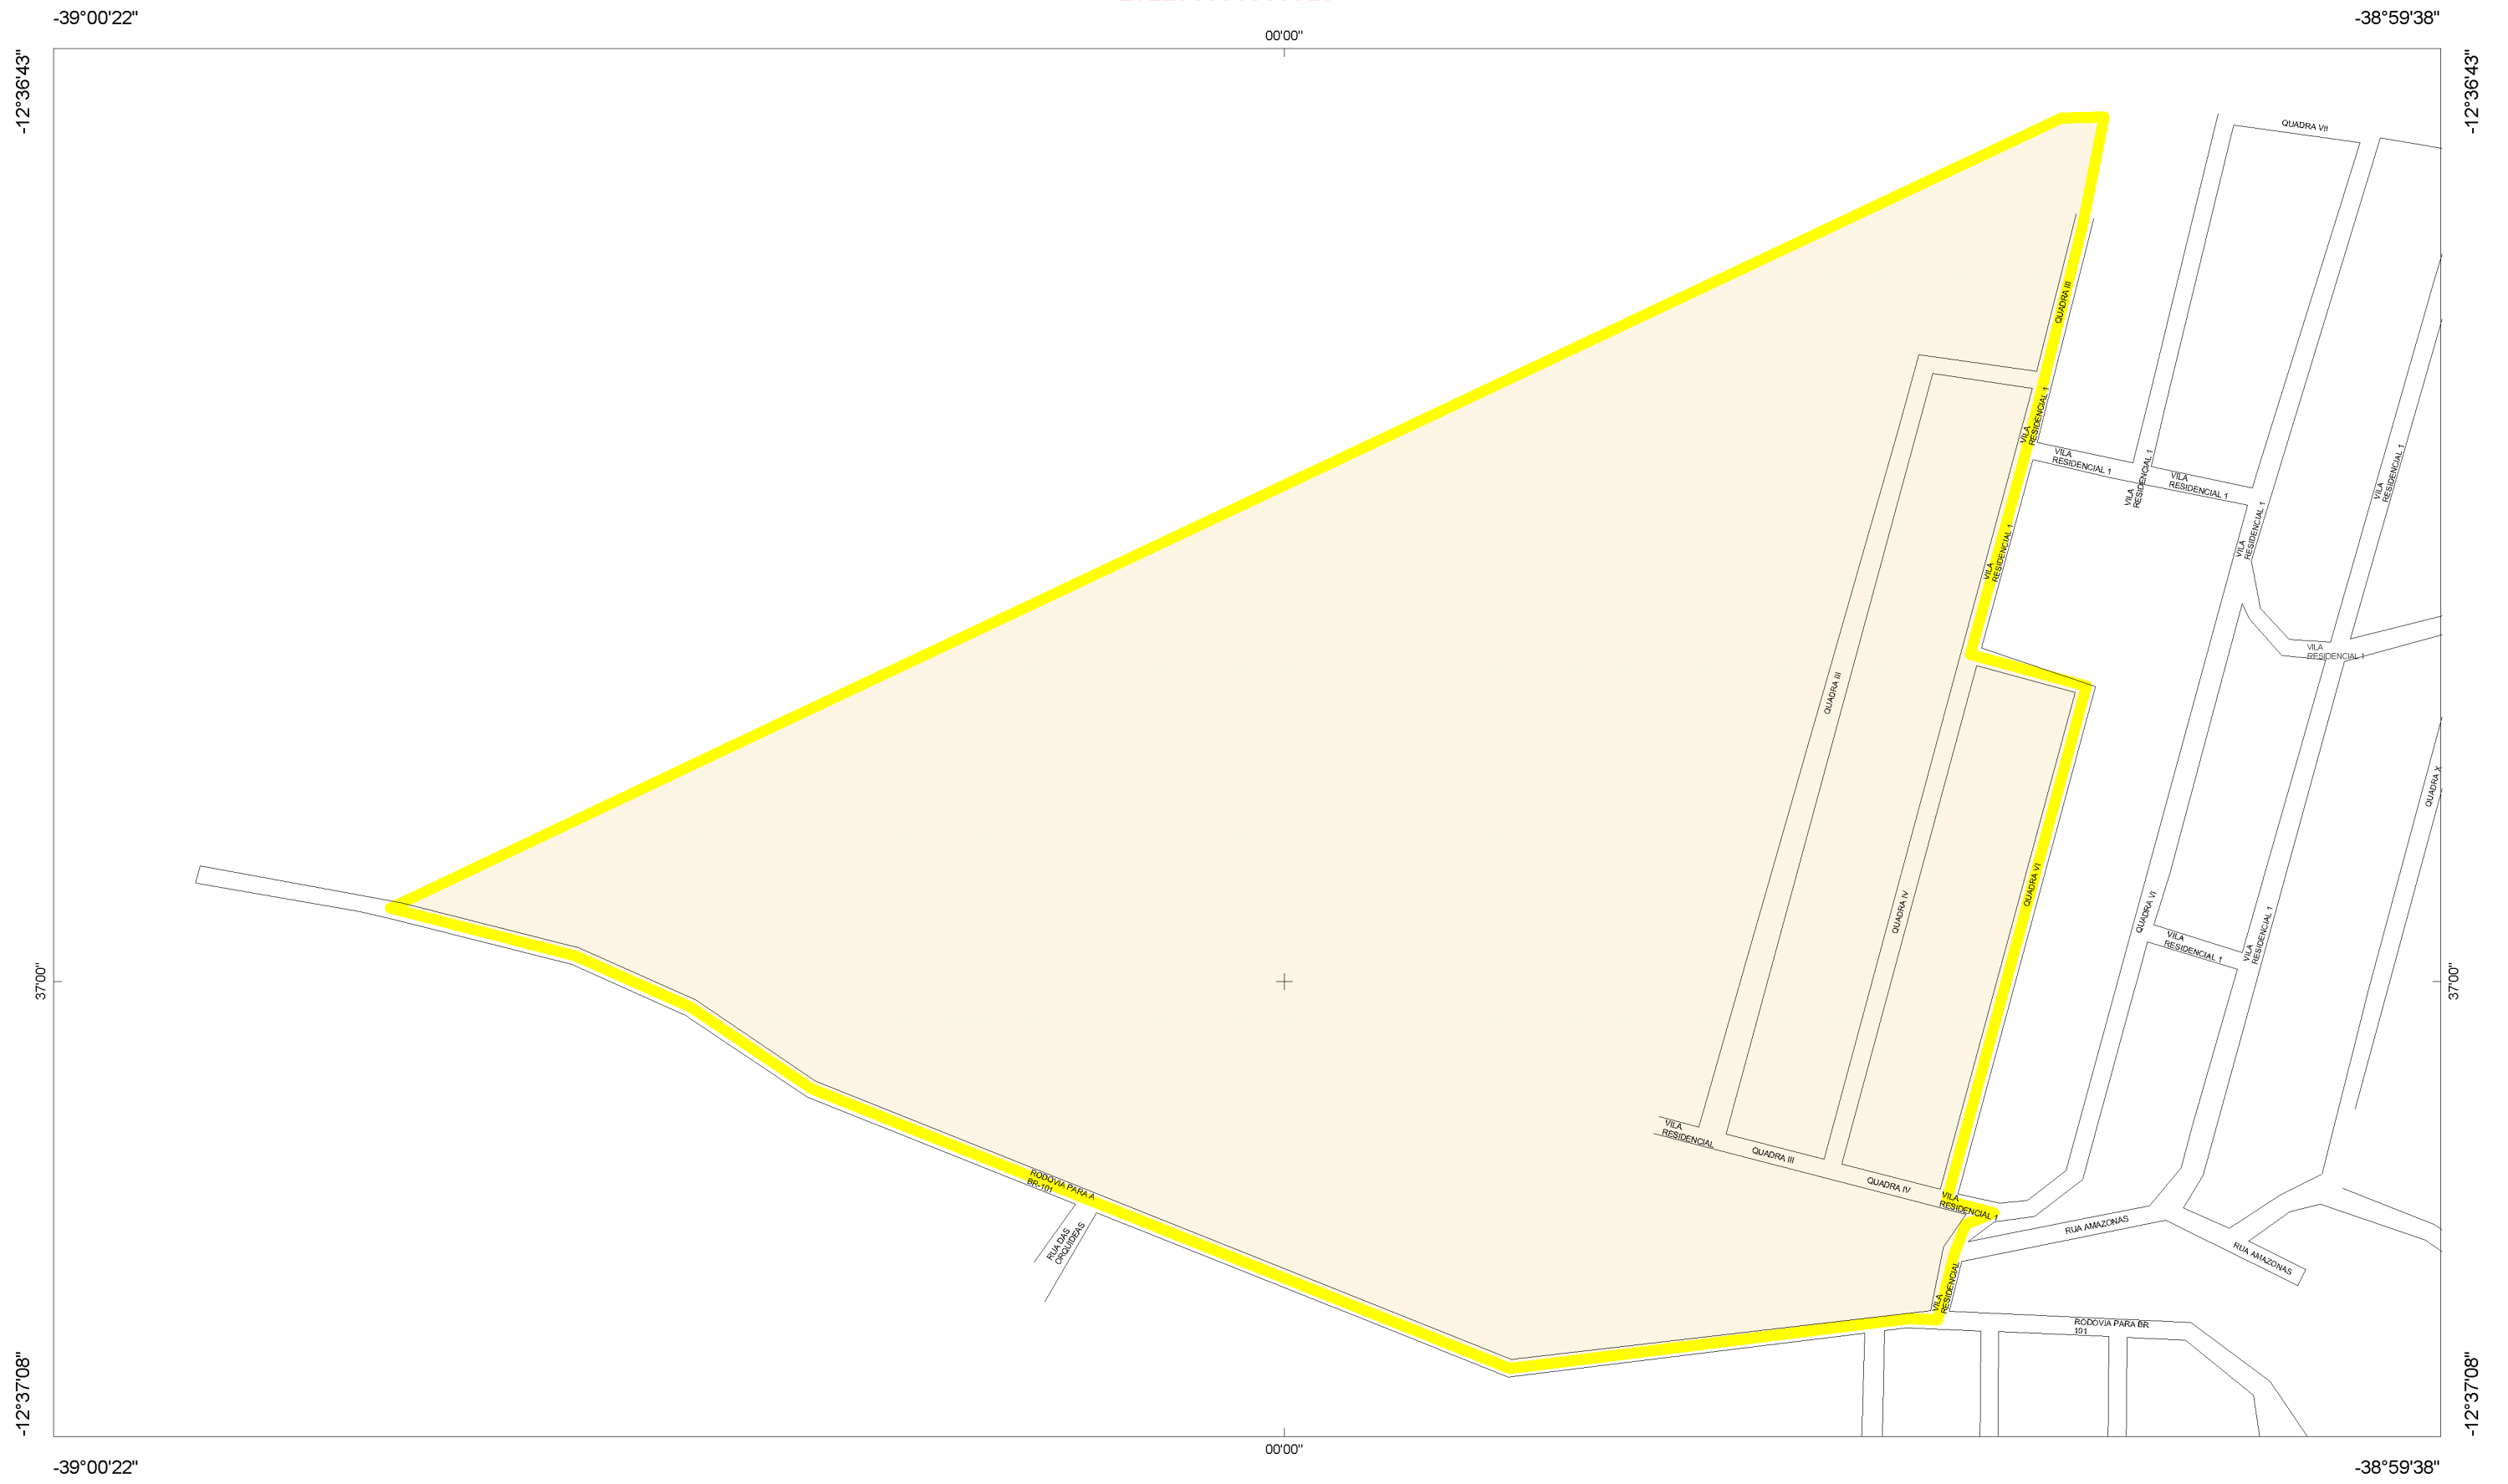 -39°00'22"
-38°59'38"
00'00"
-12°36'43"
-12°36'43"
QUADRA VII
QUADRA III
VILA
RESIDENCIAL 1
VILA
RESIDENCIAL 1
VILA
RESIDENCIAL 1
VILA
RESIDENCIAL 1
VILA
RESIDENCIAL 1
VILA
RESIDENCIAL 1
VILA
RESIDENCIAL 1
VILA
RESIDENCIAL 1
QUADRA III
QUADRA X
QUADRA VI
QUADRA IV
QUADRA VI
VILA
RESIDENCIAL 1
VILA
RESIDENCIAL 1
37'00"
37'00"
VILA
RESIDENCIAL
QUADRA III
QUADRA IV
VILA
RESIDENCIAL 1
RODOVIA PARA A
BR-101
RUA DAS
ORQUIDEAS
RUA AMAZONAS
RUA AMAZONAS
VILA
RESIDENCIAL
RODOVIA PARA BR
101
-12°37'08"
-12°37'08"
00'00"
-39°00'22"
-38°59'38"